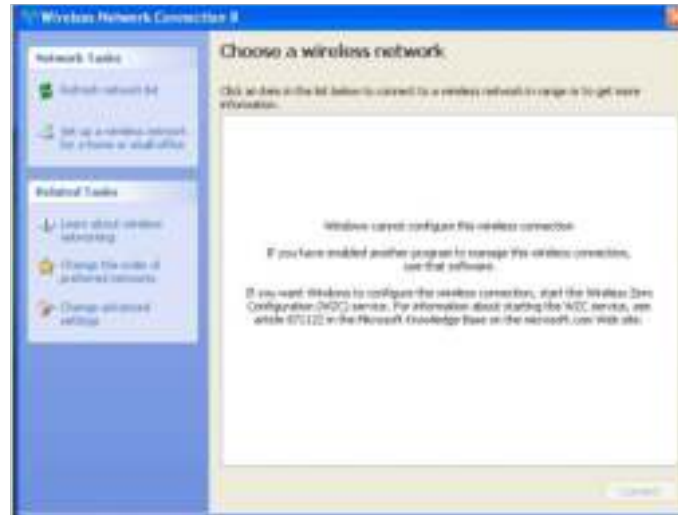 Wireless Network Connection 8
Network Tasks
Refresh network list
Set up a wireless network
for a home or small office
Related Tasks
Learn about wireless
networking
Change the order of
preferred networks
Change advanced
settings
Choose a wireless network
Click an item in the list below to connect to a wireless network in range or to get more
information.
Windows cannot configure this wireless connection
If you have enabled another program to manage this wireless connection,
use that software.
If you want Windows to configure this wireless connection, start the Wireless Zero
Configuration (WZC) service. For information about starting the WZC service, see
article 871122 in the Microsoft Knowledge Base on the microsoft.com Web site.
Connect